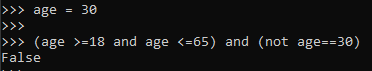 >>> age = 30
>>>
>>> (age >=18 and age <=65) and (not age==30)
False